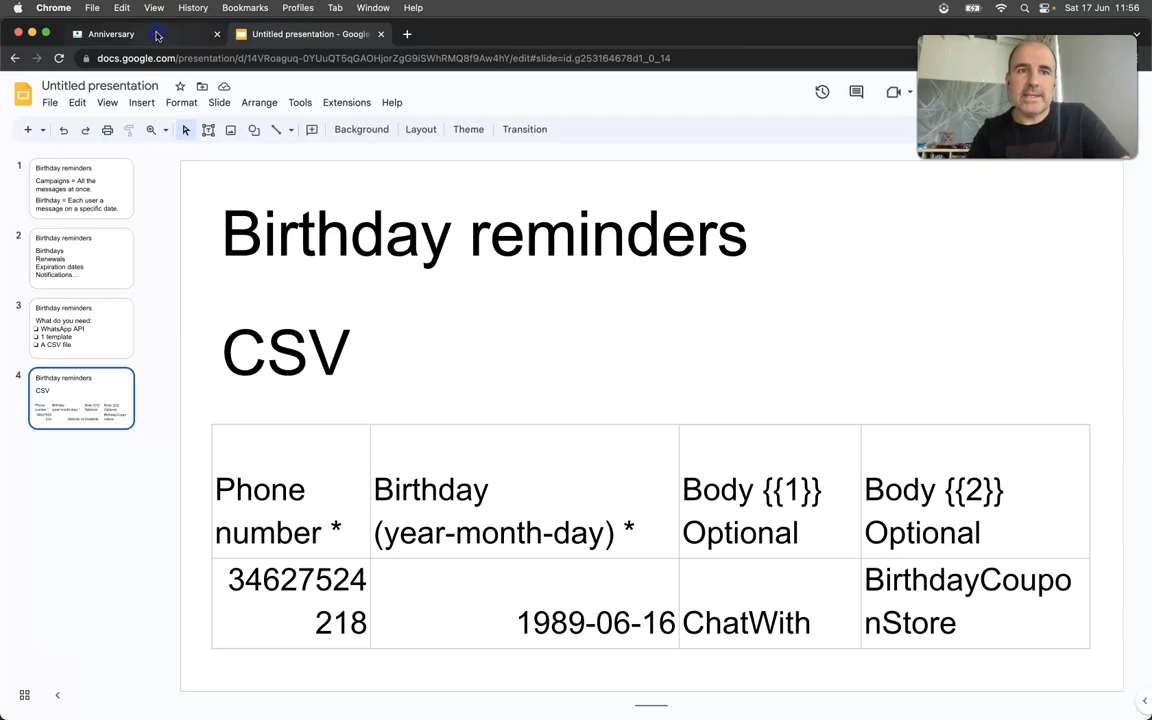 Chrome File Edit View History Bookmarks Profiles Tab Window Help
Sat 17 Jun 11:56
Anniversary
Untitled presentation - Google
docs.google.com/presentation/d/14VRoaguq-0YUuQT5qGAOHjorZgG9iSWhRMQ8f9Aw4hY/edit#slide=id.g253164678d1_0_14
Untitled presentation
File Edit View Insert Format Slide Arrange Tools Extensions Help
Background Layout Theme Transition
1
Birthday reminders
Campaigns = All the
messages at once.
Birthday = Each user a
message on a specific date.
2
Birthday reminders
Birthdays
Renewals
Expiration dates
Notifications...
3
Birthday reminders
What do you need:
WhatsApp API
1 template
A CSV file
4
Birthday reminders
CSV
Birthday reminders
CSV
Phone
number *
Birthday
(year-month-day) *
Body {{1}}
Optional
Body {{2}}
Optional
34627524
218
1989-06-16
ChatWith
BirthdayCoupo
nStore